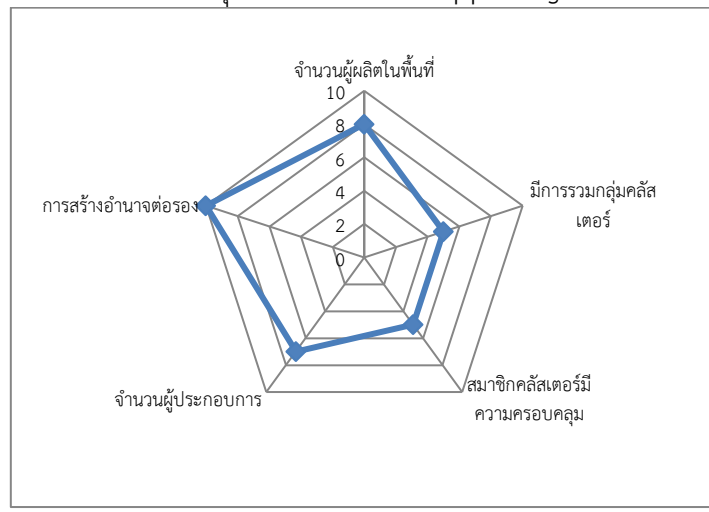 จำนวนผู้ผลิตในพื้นที่
10
8
6
4
2
0
มีการรวมกลุ่มคลัส
เตอร์
สมาชิกคลัสเตอร์มี
ความครอบคลุม
จำนวนผู้ประกอบการ
การสร้างอำนาจต่อรอง